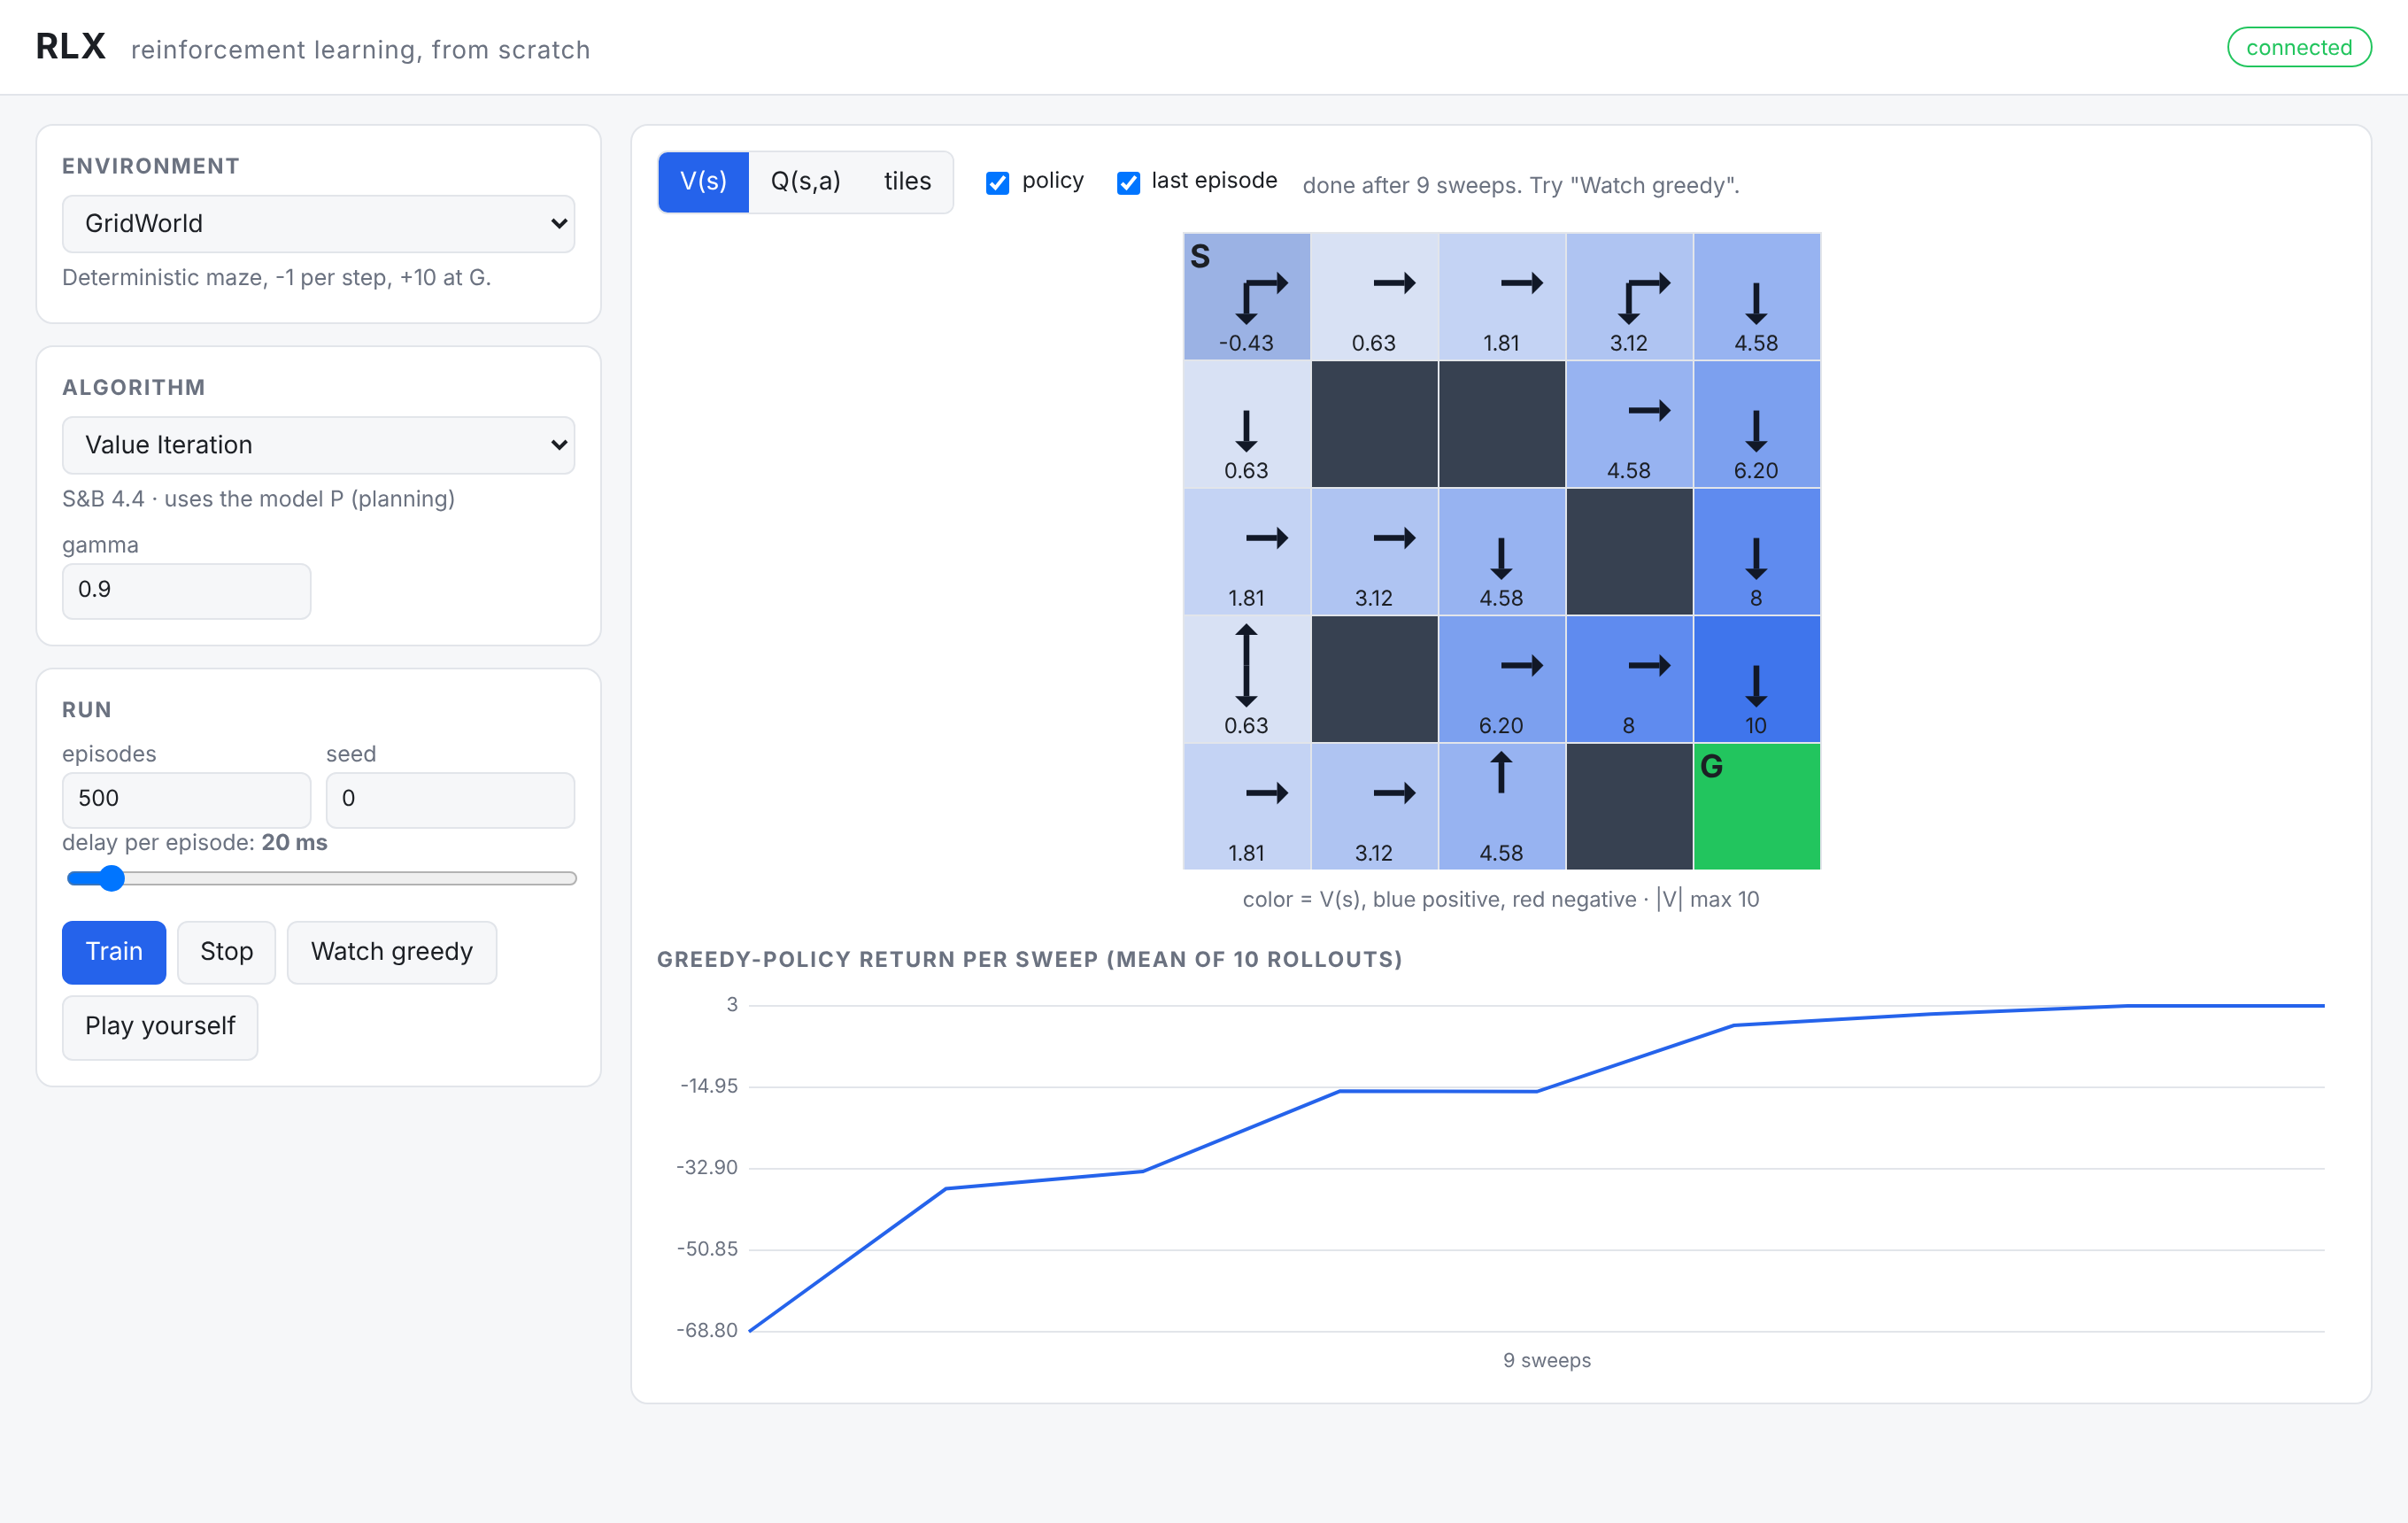 RLX reinforcement learning, from scratch
connected
ENVIRONMENT
GridWorld
Deterministic maze, -1 per step, +10 at G.
ALGORITHM
Value Iteration
S&B 4.4 · uses the model P (planning)
gamma
0.9
RUN
episodes seed
500 0
delay per episode: 20 ms
Train Stop Watch greedy
Play yourself
V(s) Q(s,a) tiles policy last episode done after 9 sweeps. Try "Watch greedy".
S
-0.43 0.63 1.81 3.12 4.58
0.63 4.58 6.20
1.81 3.12 4.58 8
0.63 6.20 8 10
G
1.81 3.12 4.58
color = V(s), blue positive, red negative · |V| max 10
GREEDY-POLICY RETURN PER SWEEP (MEAN OF 10 ROLLOUTS)
3
-14.95
-32.90
-50.85
-68.80
9 sweeps